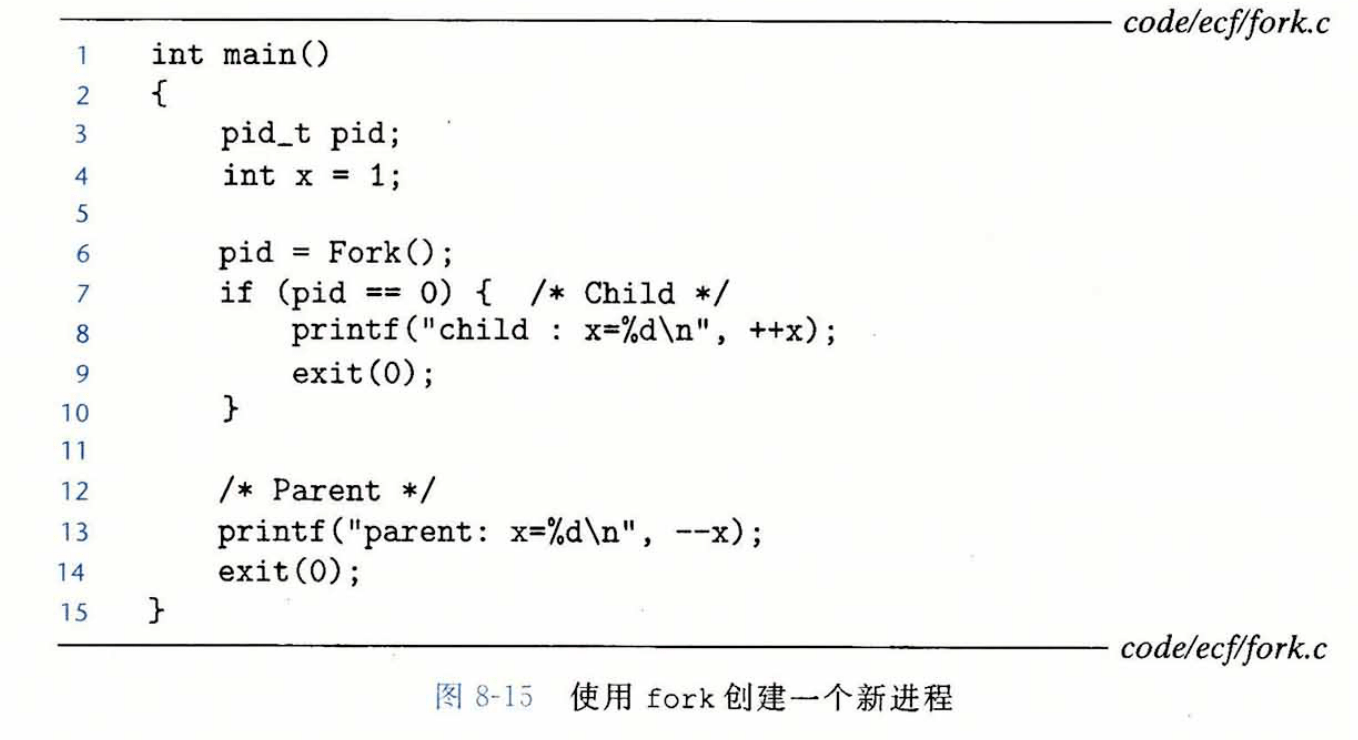 code/ecf/fork.c
1 int main()
2 {
3     pid_t pid;
4     int x = 1;
5
6     pid = Fork();
7     if (pid == 0) {  /* Child */
8         printf("child : x=%d\n", ++x);
9         exit(0);
10     }
11
12     /* Parent */
13     printf("parent: x=%d\n", --x);
14     exit(0);
15 }
code/ecf/fork.c
图 8-15 使用 fork 创建一个新进程